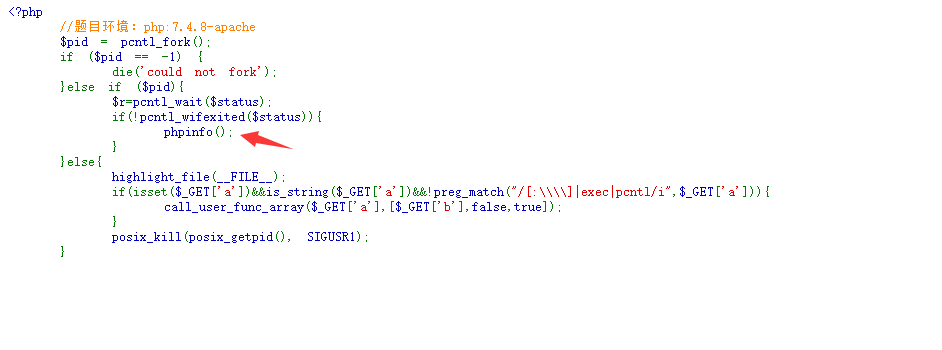 <?php
//题目环境：php:7.4.8-apache
$pid = pcntl_fork();
if ($pid == -1) {
die('could not fork');
}else if ($pid){
$r=pcntl_wait($status);
if(!pcntl_wifexited($status)){
phpinfo();
}
}else{
highlight_file(__FILE__);
if(isset($_GET['a'])&&is_string($_GET['a'])&&!preg_match("/[:\\\\]|exec|pcntl/i",$_GET['a'])){
call_user_func_array($_GET['a'],[$_GET['b'],false,true]);
}
posix_kill(posix_getpid(), SIGUSR1);
}